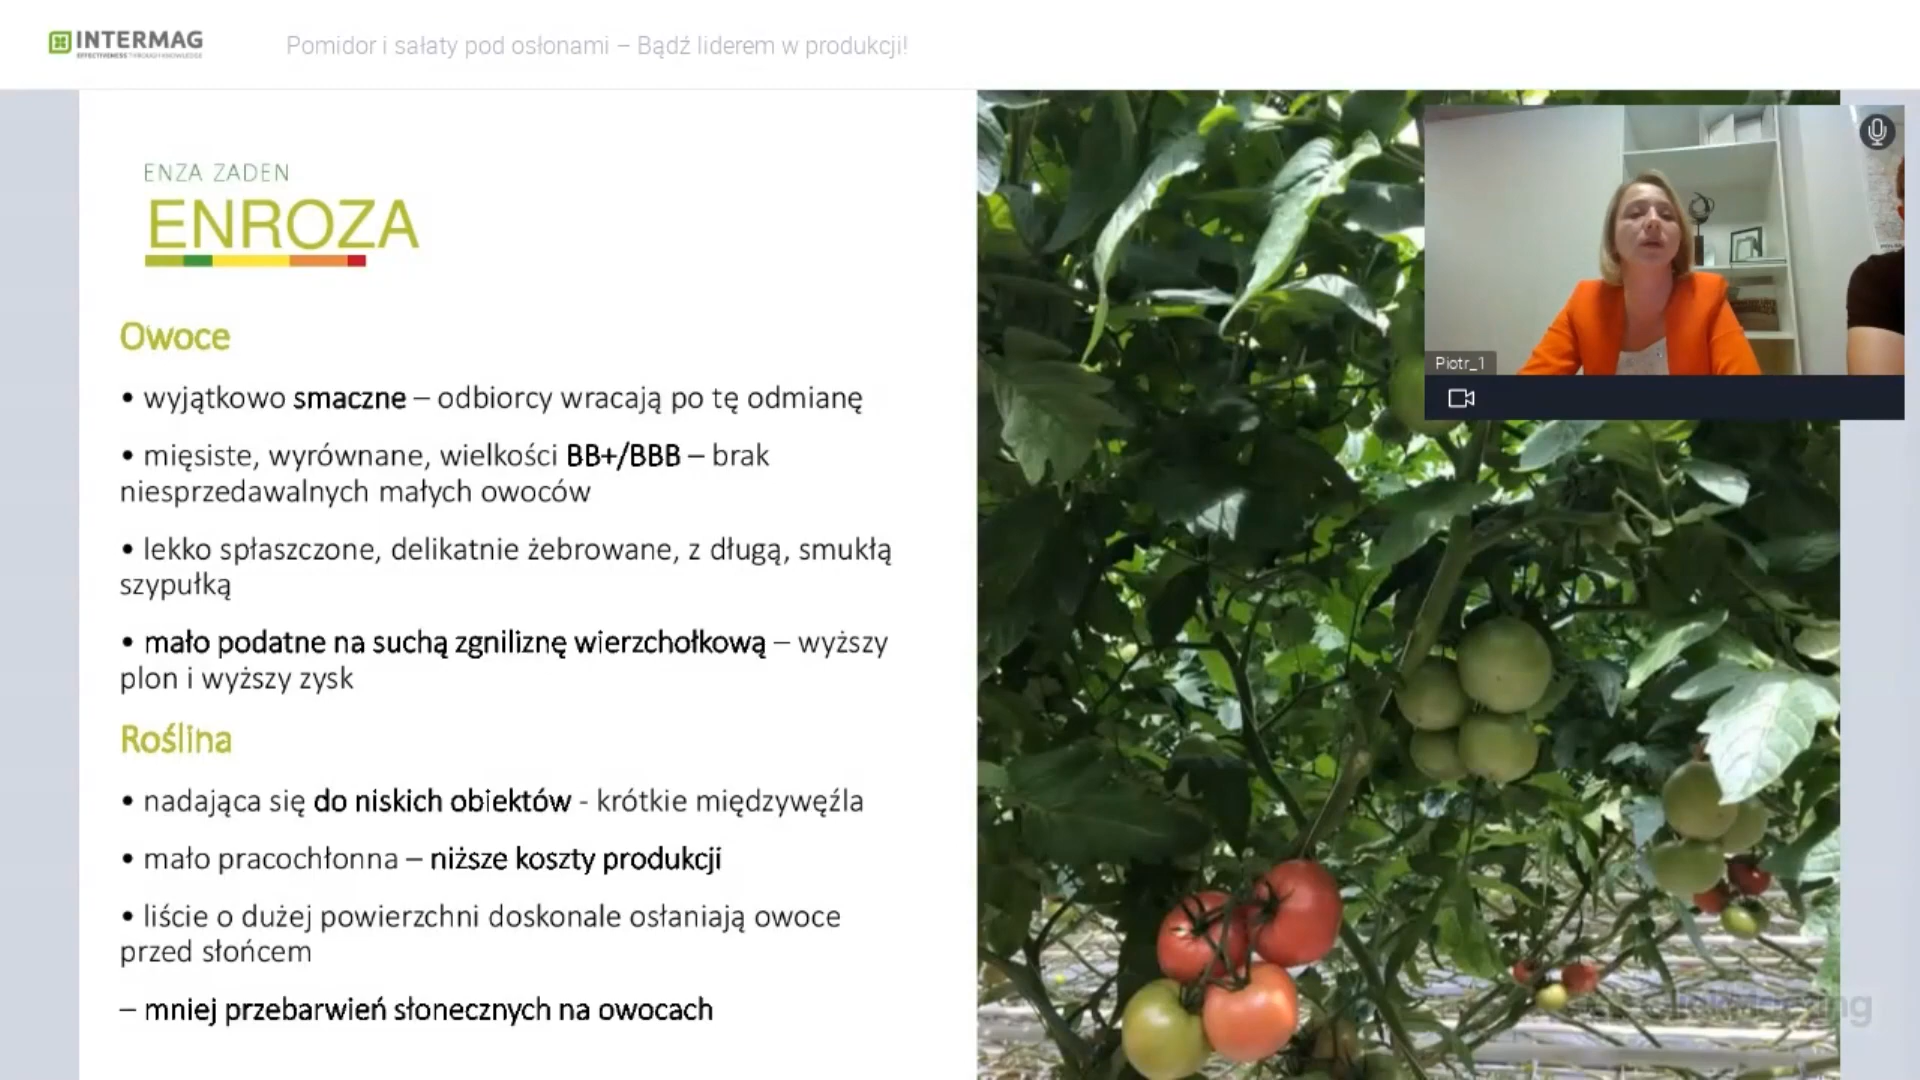 INTERMAG
EFFECTIVENESS THROUGH KNOWLEDGE
Pomidor i sałaty pod osłonami – Bądź liderem w produkcji!
ENZA ZADEN
ENROZA
Owoce
• wyjątkowo smaczne – odbiorcy wracają po tę odmianę
• mięsiste, wyrównane, wielkości BB+/BBB – brak
niesprzedawalnych małych owoców
• lekko spłaszczone, delikatnie żebrowane, z długą, smukłą
szypułką
• mało podatne na suchą zgniliznę wierzchołkową – wyższy
plon i wyższy zysk
Roślina
• nadająca się do niskich obiektów - krótkie międzywęźla
• mało pracochłonna – niższe koszty produkcji
• liście o dużej powierzchni doskonale osłaniają owoce
przed słońcem
– mniej przebarwień słonecznych na owocach
Piotr_1